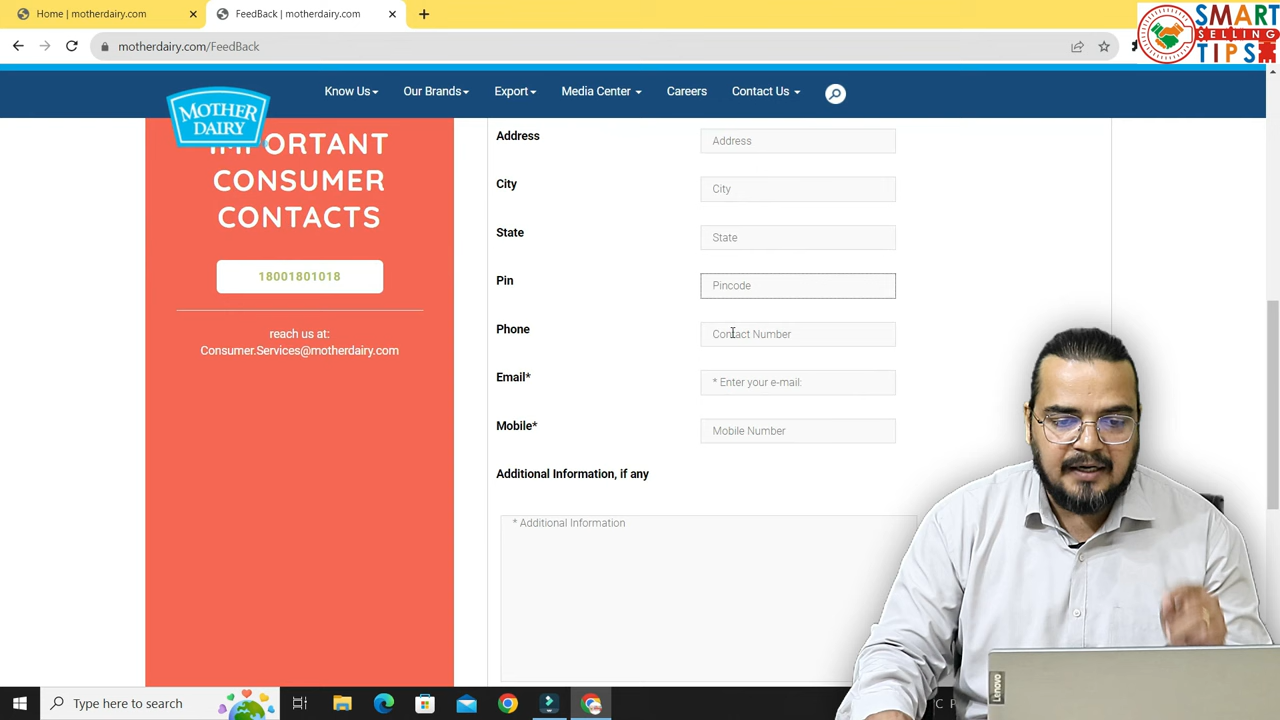 Home | motherdairy.com
FeedBack | motherdairy.com
motherdairy.com/FeedBack
SMART
SELLING
TIPS
MOTHER
DAIRY
Know Us
Our Brands
Export
Media Center
Careers
Contact Us
IMPORTANT
CONSUMER
CONTACTS
18001801018
reach us at:
Consumer.Services@motherdairy.com
Address
Address
City
City
State
State
Pin
Pincode
Phone
Contact Number
Email*
* Enter your e-mail:
Mobile*
Mobile Number
Additional Information, if any
* Additional Information
Type here to search
Lenovo